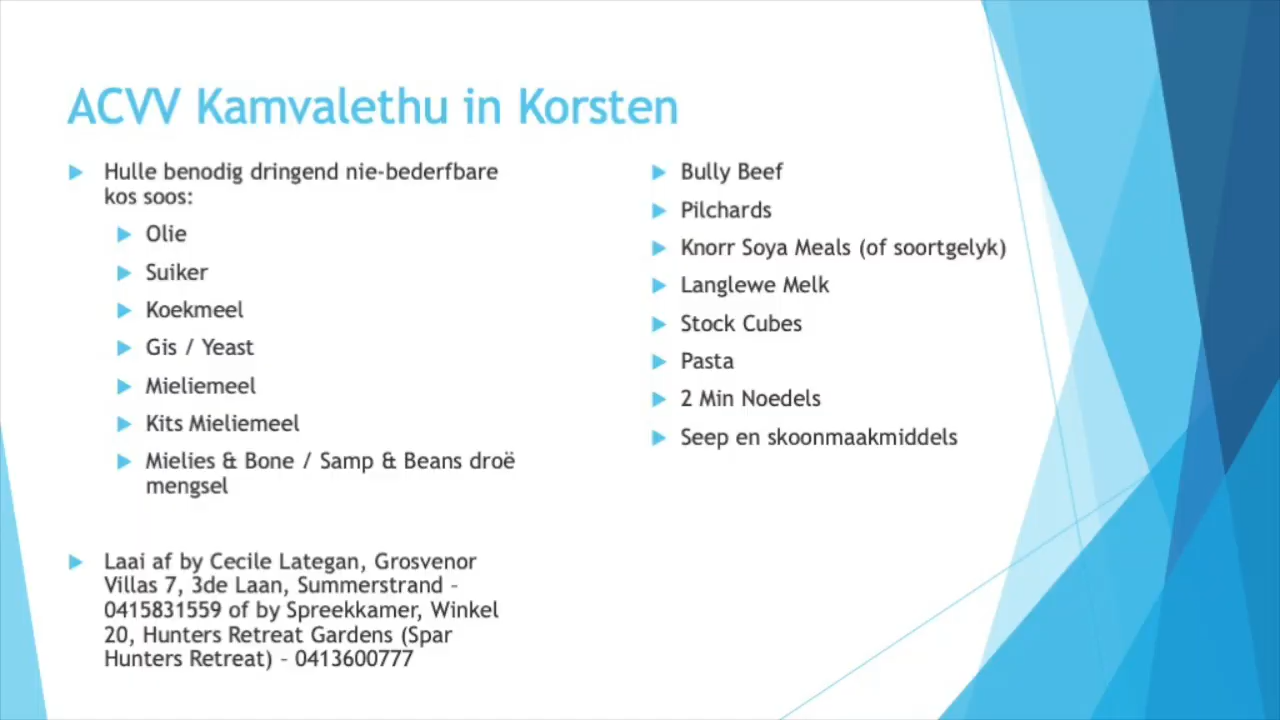 ACVV Kamvalethu in Korsten
Hulle benodig dringend nie-bederfbare
kos soos:
Olie
Suiker
Koekmeel
Gis / Yeast
Mieliemeel
Kits Mieliemeel
Mielies & Bone / Samp & Beans droë
mengsel
Laai af by Cecile Lategan, Grosvenor
Villas 7, 3de Laan, Summerstrand –
0415831559 of by Spreekkamer, Winkel
20, Hunters Retreat Gardens (Spar
Hunters Retreat) – 0413600777
Bully Beef
Pilchards
Knorr Soya Meals (of soortgelyk)
Langlewe Melk
Stock Cubes
Pasta
2 Min Noedels
Seep en skoonmaakmiddels